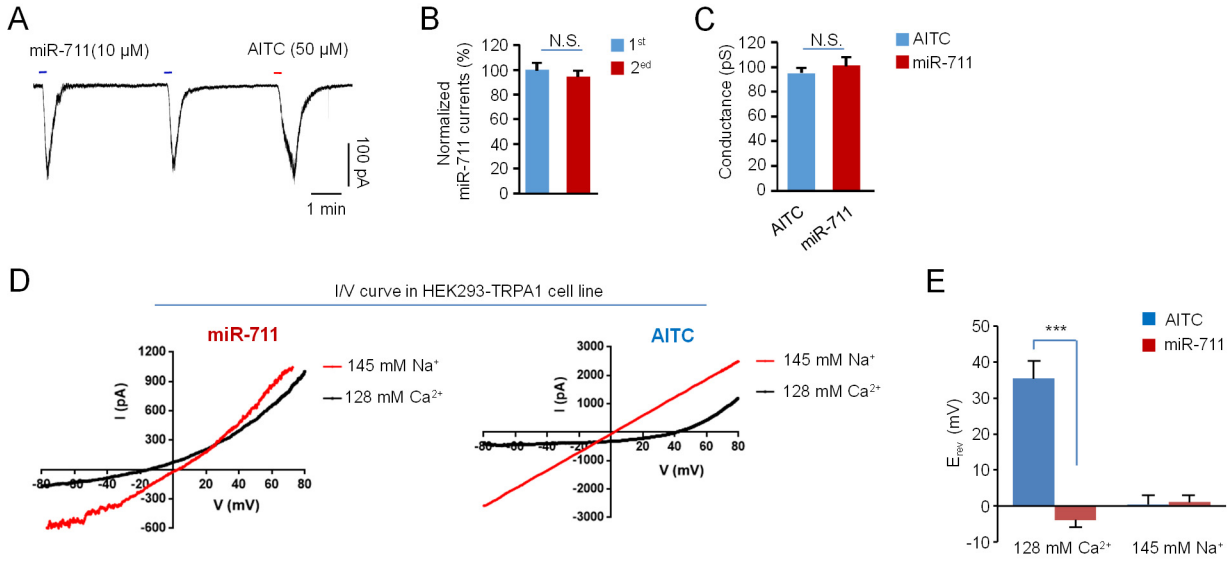 A
miR-711(10 µM)
AITC (50 µM)
100 pA
1 min
B
Normalized
miR-711 currents (%)
120
100
80
60
40
20
0
N.S.
1st
2ed
C
Conductance (pS)
120
100
80
60
40
20
0
N.S.
AITC
miR-711
AITC
miR-711
D
I/V curve in HEK293-TRPA1 cell line
miR-711
1200
900
600
300
-300
-600
I (pA)
-80
-60
-40
-20
0
20
40
60
80
V (mV)
145 mM Na+
128 mM Ca2+
AITC
3000
2000
1000
-1000
-2000
-3000
I (pA)
-80
-60
-40
-20
0
20
40
60
80
V (mV)
145 mM Na+
128 mM Ca2+
E
AITC
miR-711
Erev (mV)
50
40
30
20
10
0
-10
***
128 mM Ca2+
145 mM Na+